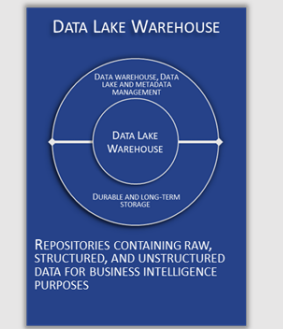 DATA LAKE WAREHOUSE
DATA WAREHOUSE, DATA
LAKE AND METADATA
MANAGEMENT
DATA LAKE
WAREHOUSE
DURABLE AND LONG-TERM
STORAGE
REPOSITORIES CONTAINING RAW,
STRUCTURED, AND UNSTRUCTURED
DATA FOR BUSINESS INTELLIGENCE
PURPOSES